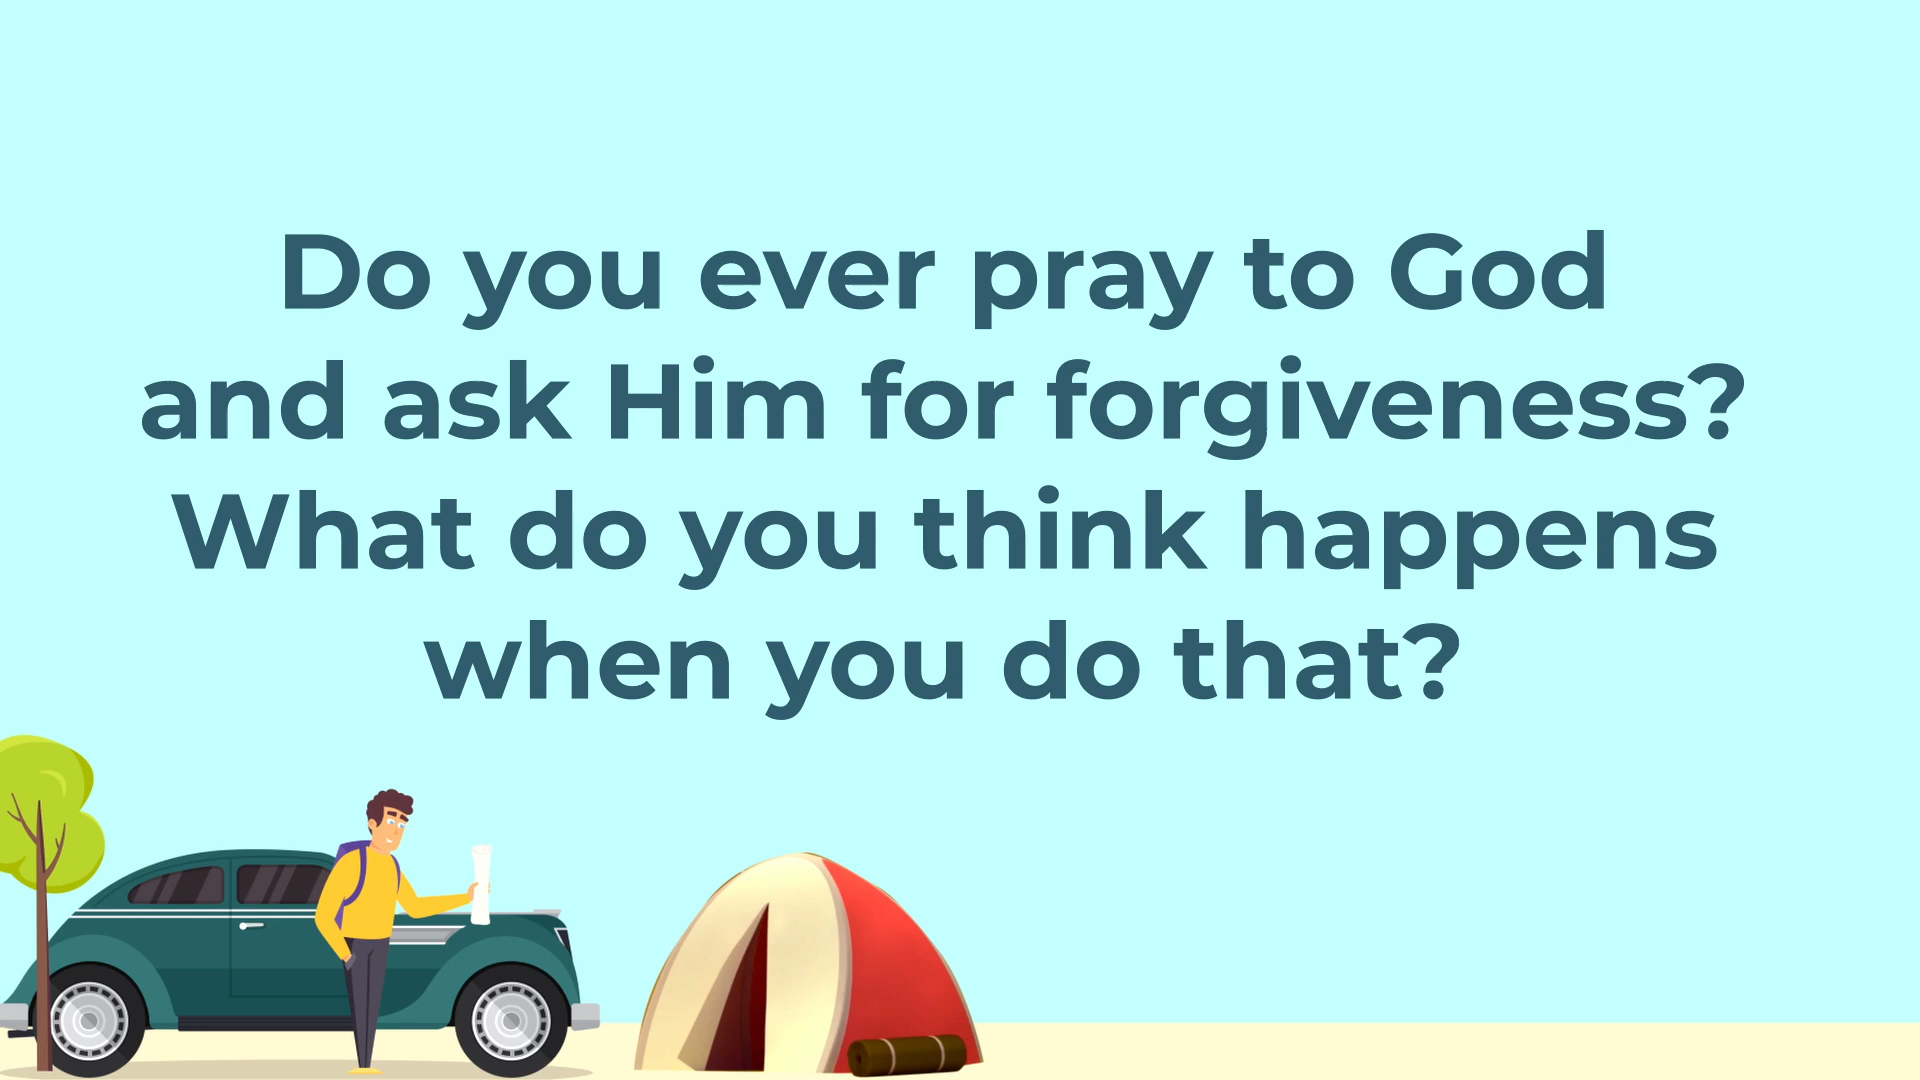 Do you ever pray to God
and ask Him for forgiveness?
What do you think happens
when you do that?